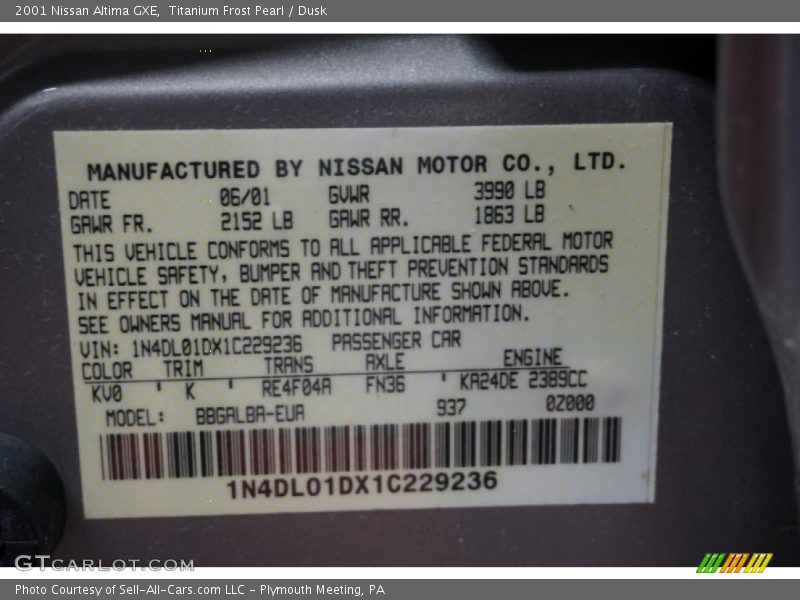 2001 Nissan Altima GXE, Titanium Frost Pearl / Dusk
MANUFACTURED BY NISSAN MOTOR CO., LTD.
DATE 06/01 GVWR 3990 LB
GAWR FR. 2152 LB GAWR RR. 1863 LB
THIS VEHICLE CONFORMS TO ALL APPLICABLE FEDERAL MOTOR
VEHICLE SAFETY, BUMPER AND THEFT PREVENTION STANDARDS
IN EFFECT ON THE DATE OF MANUFACTURE SHOWN ABOVE.
SEE OWNERS MANUAL FOR ADDITIONAL INFORMATION.
VIN: 1N4DL01DX1C229236 PASSENGER CAR
COLOR TRIM TRANS AXLE ENGINE
KV0 ' K ' RE4F04A FN36 ' KA24DE 2389CC
MODEL: BBGALBA-EUA 937 0Z000
1N4DL01DX1C229236
GTCARLOT.COM
Photo Courtesy of Sell-All-Cars.com LLC - Plymouth Meeting, PA